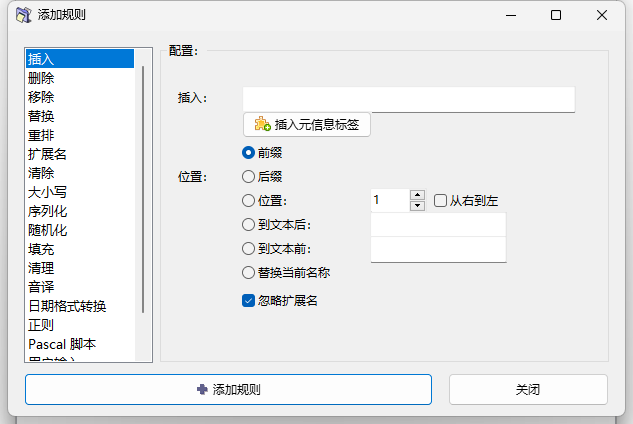 添加规则
插入
删除
移除
替换
重排
扩展名
清除
大小写
序列化
随机化
填充
清理
音译
日期格式转换
正则
Pascal 脚本
用户输入
配置：
插入：
插入元信息标签
位置：
前缀
后缀
位置： 1 从右到左
到文本后：
到文本前：
替换当前名称
忽略扩展名
添加规则
关闭